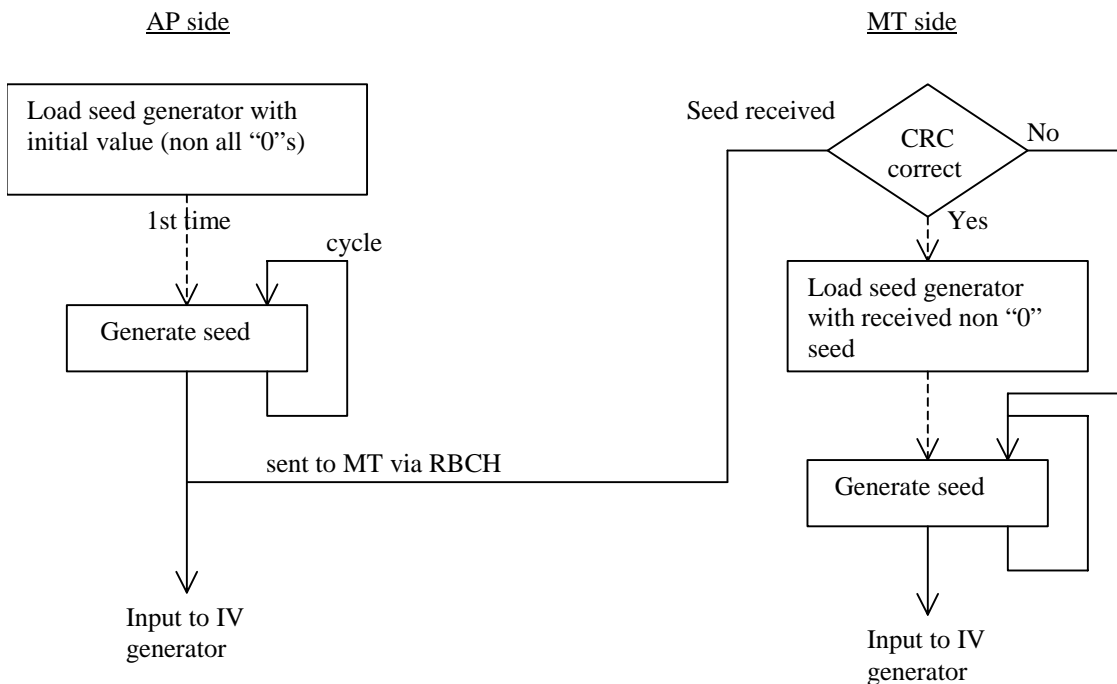 AP side
Load seed generator with
initial value (non all “0”s)
1st time
cycle
Generate seed
sent to MT via RBCH
Input to IV
generator
MT side
Seed received
CRC
correct
No
Yes
Load seed generator
with received non “0”
seed
Generate seed
Input to IV
generator